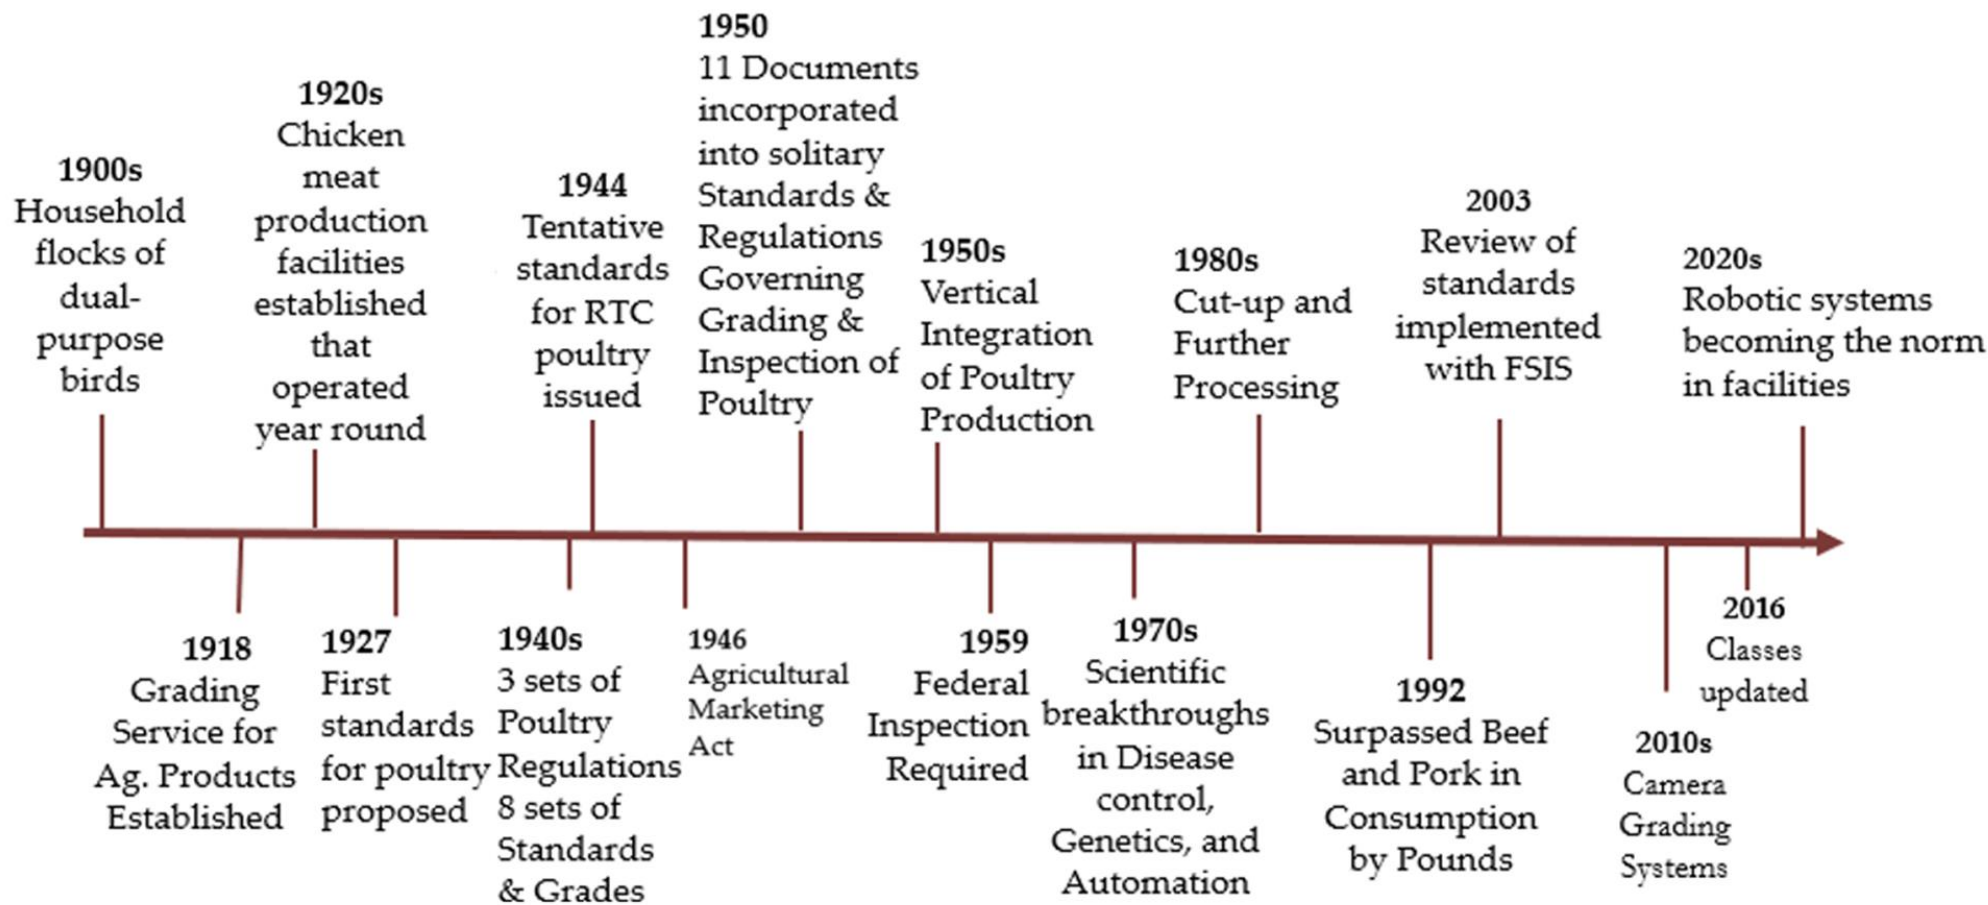 1900s
Household
flocks of
dual-
purpose
birds
1918
Grading
Service for
Ag. Products
Established
1920s
Chicken
meat
production
facilities
established
that
operated
year round
1927
First
standards
for poultry
proposed
1940s
3 sets of
Poultry
Regulations
8 sets of
Standards
& Grades
1944
Tentative
standards
for RTC
poultry
issued
1946
Agricultural
Marketing
Act
1950
11 Documents
incorporated
into solitary
Standards &
Regulations
Governing
Grading &
Inspection of
Poultry
1950s
Vertical
Integration
of Poultry
Production
1959
Federal
Inspection
Required
1970s
Scientific
breakthroughs
in Disease
control,
Genetics, and
Automation
1980s
Cut-up and
Further
Processing
1992
Surpassed Beef
and Pork in
Consumption
by Pounds
2003
Review of
standards
implemented
with FSIS
2010s
Camera
Grading
Systems
2016
Classes
updated
2020s
Robotic systems
becoming the norm
in facilities